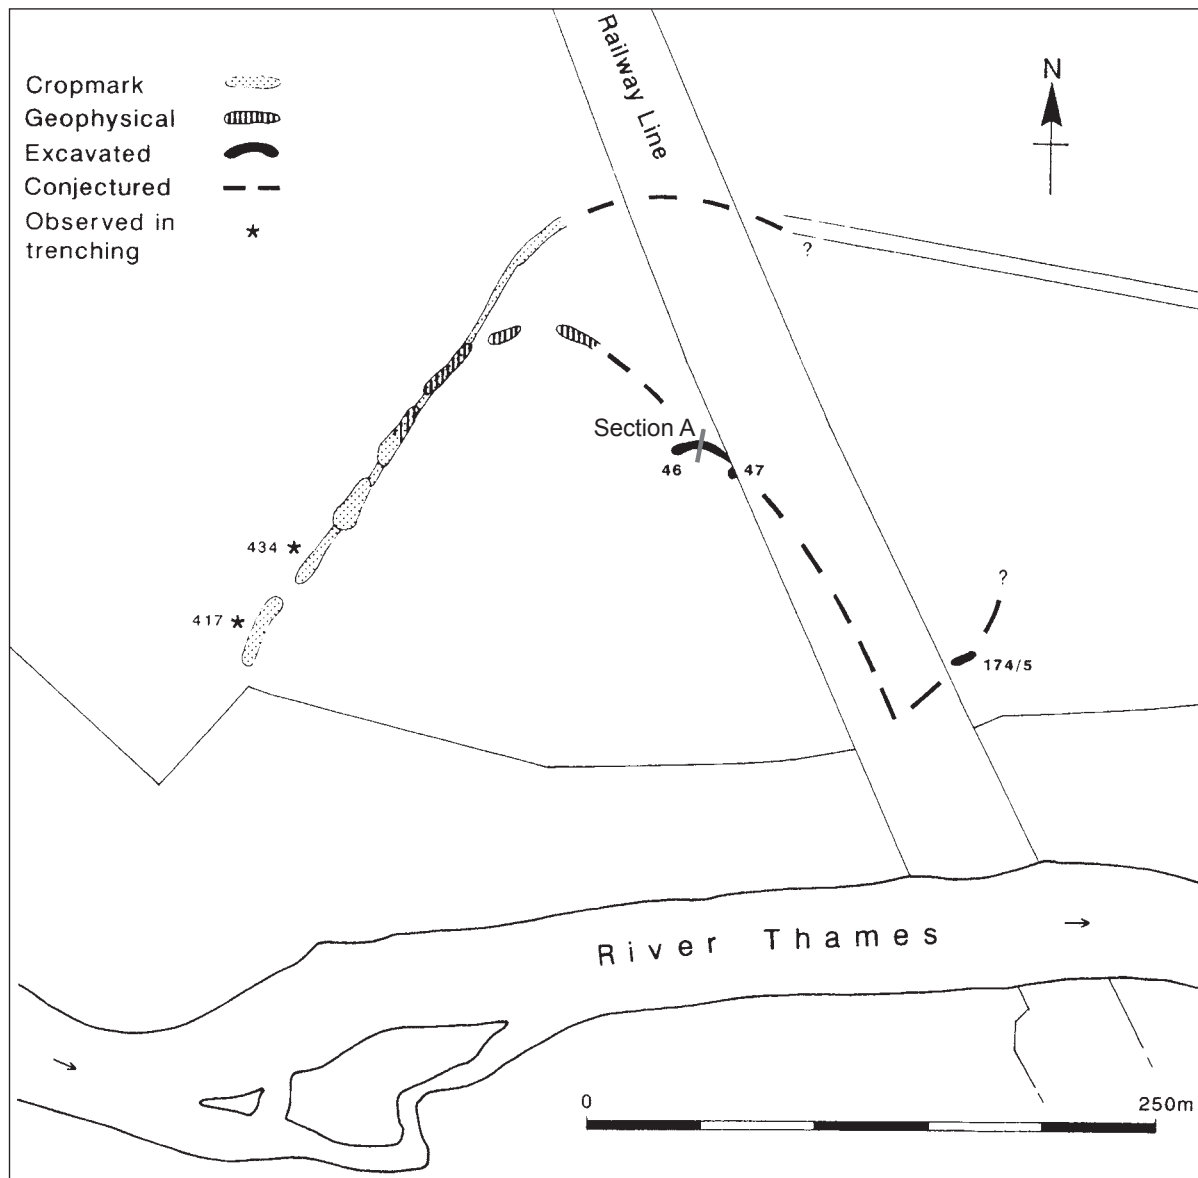 Railway Line
Cropmark
Geophysical
Excavated
Conjectured
Observed in
trenching
*
N
?
Section A
46
47
434 *
417 *
?
174/5
River Thames
0
250m